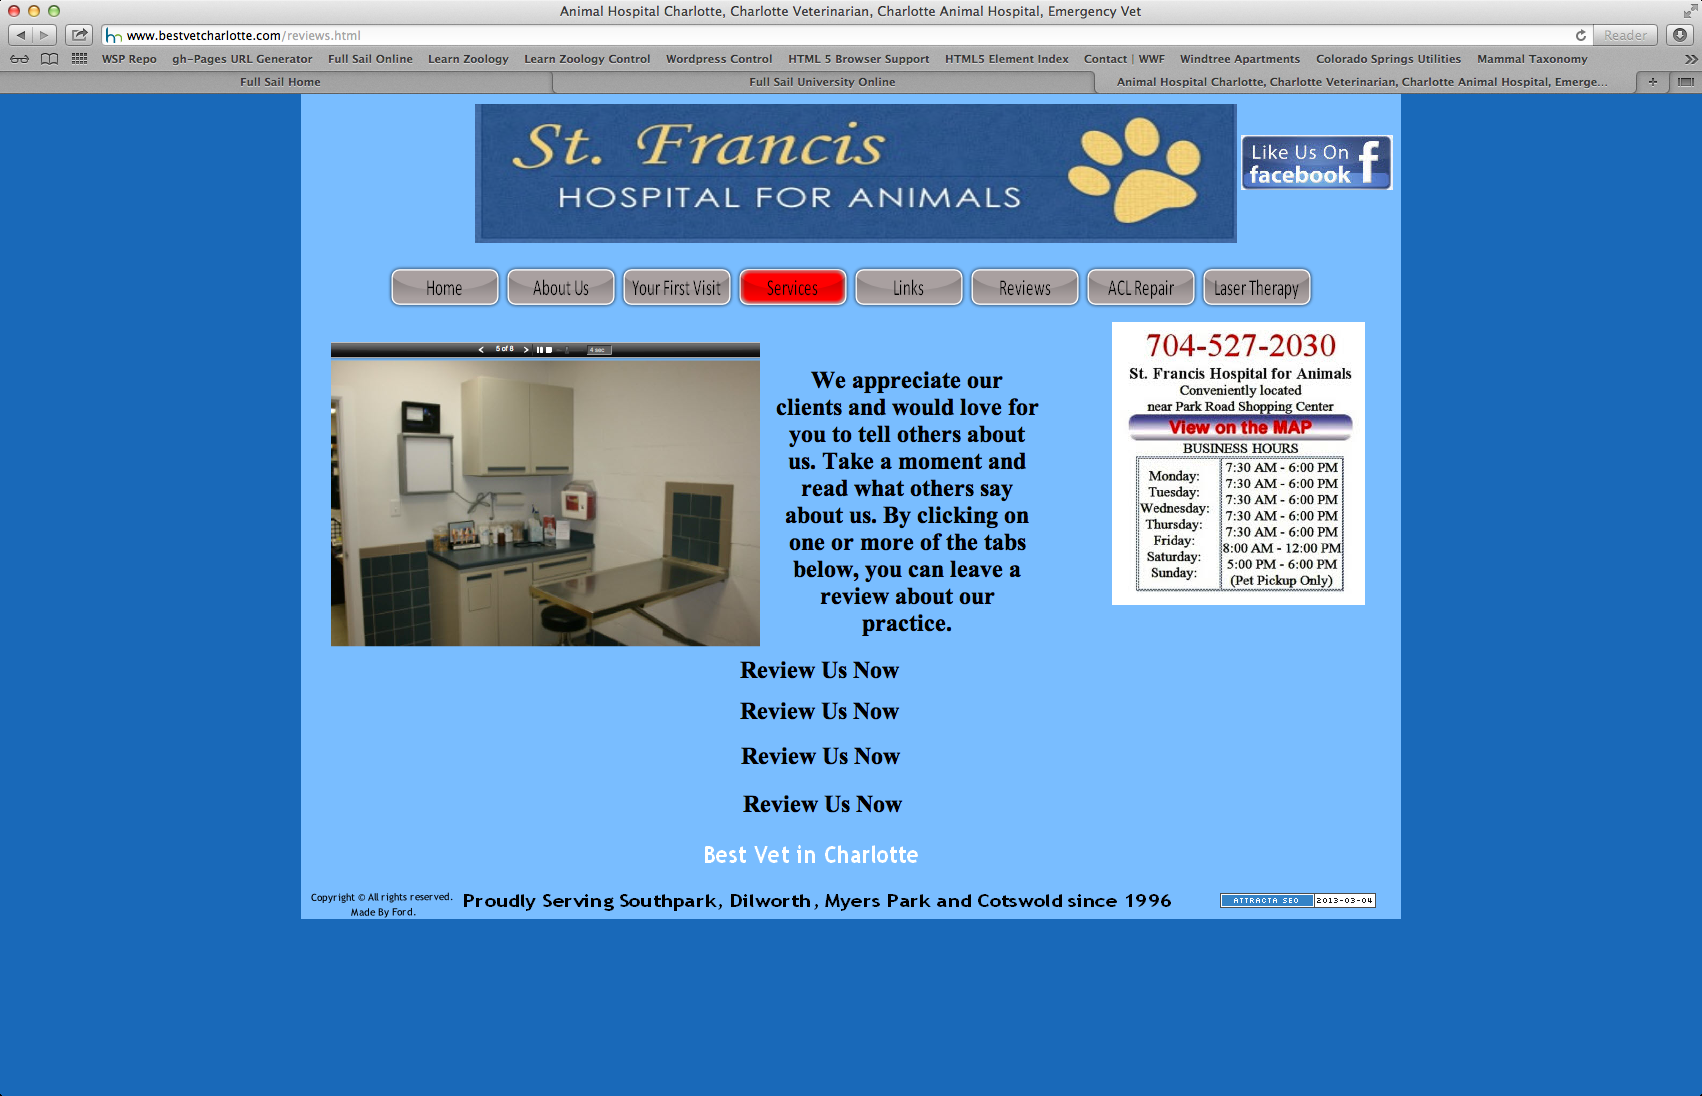 Animal Hospital Charlotte, Charlotte Veterinarian, Charlotte Animal Hospital, Emergency Vet
www.bestvetcharlotte.com/reviews.html
Reader
WSP Repo gh-Pages URL Generator Full Sail Online Learn Zoology Learn Zoology Control Wordpress Control HTML 5 Browser Support HTML5 Element Index Contact | WWF Windtree Apartments Colorado Springs Utilities Mammal Taxonomy
Full Sail Home Full Sail University Online Animal Hospital Charlotte, Charlotte Veterinarian, Charlotte Animal Hospital, Emerge...
St. Francis
HOSPITAL FOR ANIMALS
Like Us On
facebook
Home About Us Your First Visit Services Links Reviews ACL Repair Laser Therapy
5 of 8
4 sec
We appreciate our
clients and would love for
you to tell others about
us. Take a moment and
read what others say
about us. By clicking on
one or more of the tabs
below, you can leave a
review about our
practice.
704-527-2030
St. Francis Hospital for Animals
Conveniently located
near Park Road Shopping Center
View on the MAP
BUSINESS HOURS
Monday: 7:30 AM - 6:00 PM
Tuesday: 7:30 AM - 6:00 PM
Wednesday: 7:30 AM - 6:00 PM
Thursday: 7:30 AM - 6:00 PM
Friday: 7:30 AM - 6:00 PM
Saturday: 8:00 AM - 12:00 PM
Sunday: 5:00 PM - 6:00 PM
(Pet Pickup Only)
Review Us Now
Review Us Now
Review Us Now
Review Us Now
Best Vet in Charlotte
Copyright © All rights reserved.
Made By Ford.
Proudly Serving Southpark, Dilworth, Myers Park and Cotswold since 1996
ATTRACTA SEO 2013-03-04